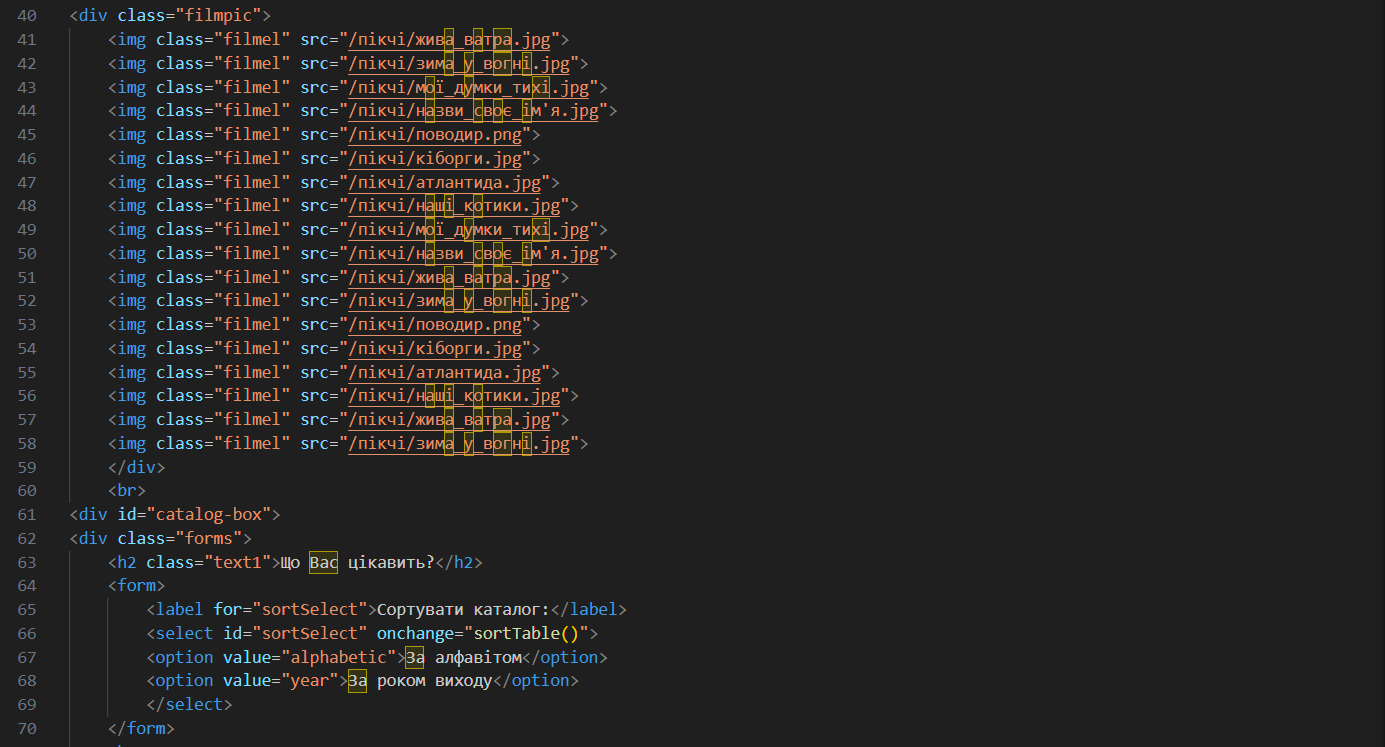 40 <div class="filmpic">
41 <img class="filmel" src="/пікчі/жива_ватра.jpg">
42 <img class="filmel" src="/пікчі/зима_у_вогні.jpg">
43 <img class="filmel" src="/пікчі/мої_думки_тихі.jpg">
44 <img class="filmel" src="/пікчі/назви_своє_ім'я.jpg">
45 <img class="filmel" src="/пікчі/поводир.png">
46 <img class="filmel" src="/пікчі/кіборги.jpg">
47 <img class="filmel" src="/пікчі/атлантида.jpg">
48 <img class="filmel" src="/пікчі/наші_котики.jpg">
49 <img class="filmel" src="/пікчі/мої_думки_тихі.jpg">
50 <img class="filmel" src="/пікчі/назви_своє_ім'я.jpg">
51 <img class="filmel" src="/пікчі/жива_ватра.jpg">
52 <img class="filmel" src="/пікчі/зима_у_вогні.jpg">
53 <img class="filmel" src="/пікчі/поводир.png">
54 <img class="filmel" src="/пікчі/кіборги.jpg">
55 <img class="filmel" src="/пікчі/атлантида.jpg">
56 <img class="filmel" src="/пікчі/наші_котики.jpg">
57 <img class="filmel" src="/пікчі/жива_ватра.jpg">
58 <img class="filmel" src="/пікчі/зима_у_вогні.jpg">
59 </div>
60 <br>
61 <div id="catalog-box">
62 <div class="forms">
63 <h2 class="text1">Що Вас цікавить?</h2>
64 <form>
65 <label for="sortSelect">Сортувати каталог:</label>
66 <select id="sortSelect" onchange="sortTable()">
67 <option value="alphabetic">За алфавітом</option>
68 <option value="year">За роком виходу</option>
69 </select>
70 </form>